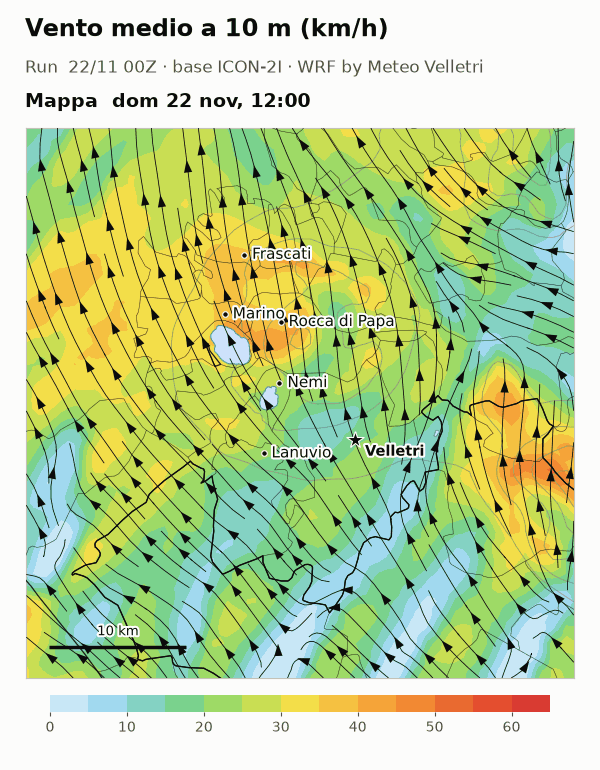 Vento medio a 10 m (km/h)
Run 22/11 00Z · base ICON-2I · WRF by Meteo Velletri
Mappa dom 22 nov, 12:00
Frascati
Marino
Rocca di Papa
Nemi
Velletri
Lanuvio
10 km
0 10 20 30 40 50 60